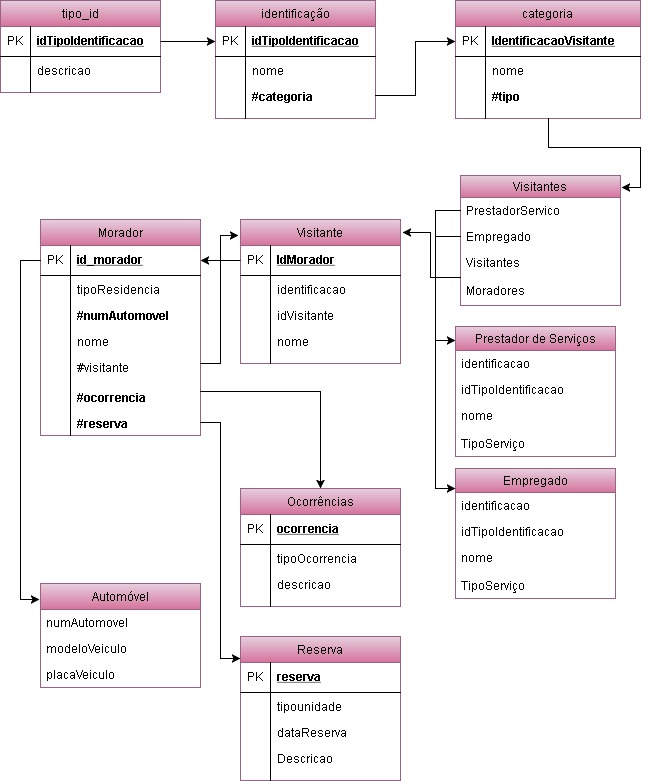 tipo_id
PK idTipoIdentificacao
descricao
identificação
idTipoIdentificacao
nome
#categoria
categoria
PK IdentificacaoVisitante
nome
#tipo
Visitantes
PrestadorServico
Empregado
Visitantes
Moradores
Morador
PK id_morador
tipoResidencia
#numAutomovel
nome
#visitante
#ocorrencia
#reserva
Visitante
PK IdMorador
identificacao
idVisitante
nome
Prestador de Serviços
identificacao
idTipoIdentificacao
nome
TipoServiço
Empregado
identificacao
idTipoIdentificacao
nome
TipoServiço
Ocorrências
PK ocorrencia
tipoOcorrencia
descricao
Automóvel
numAutomovel
modeloVeiculo
placaVeiculo
Reserva
PK reserva
tipounidade
dataReserva
Descricao